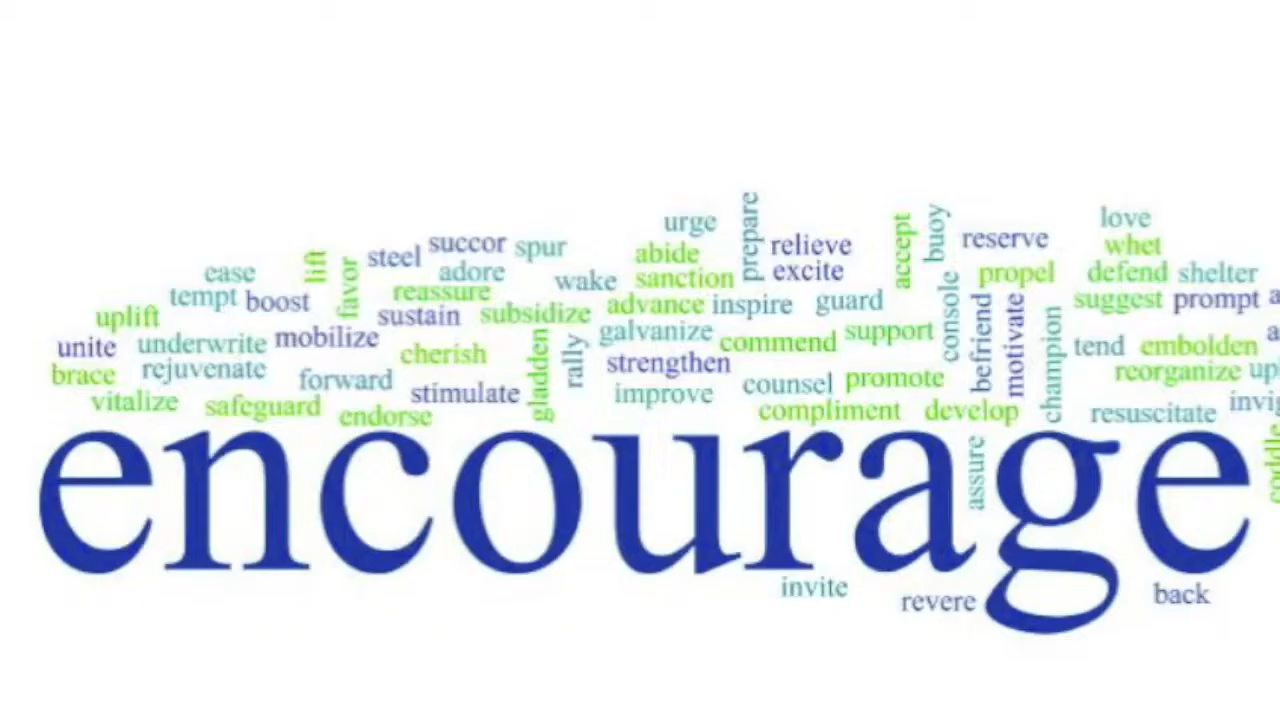 urge
prepare
love
lift
favor
steel
succor
spur
abide
relieve
accept
buoy
reserve
whet
ease
adore
wake
sanction
excite
propel
defend
shelter
tempt
boost
reassure
subsidize
advance
inspire
guard
console
befriend
motivate
suggest
prompt
uplift
sustain
galvanize
commend
support
champion
unite
underwrite
mobilize
cherish
gladden
rally
strengthen
tend
embolden
brace
rejuvenate
forward
stimulate
improve
counsel
promote
reorganize
vitalize
safeguard
endorse
compliment
develop
resuscitate
encourage
assure
invite
revere
back